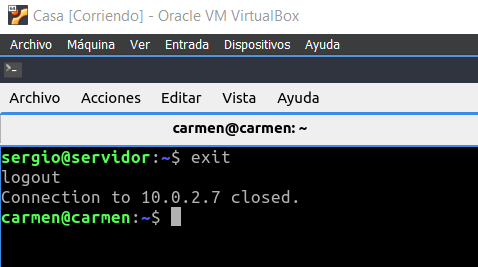 Casa [Corriendo] - Oracle VM VirtualBox
Archivo Máquina Ver Entrada Dispositivos Ayuda
Archivo Acciones Editar Vista Ayuda
carmen@carmen: ~
sergio@servidor:~$ exit
logout
Connection to 10.0.2.7 closed.
carmen@carmen:~$